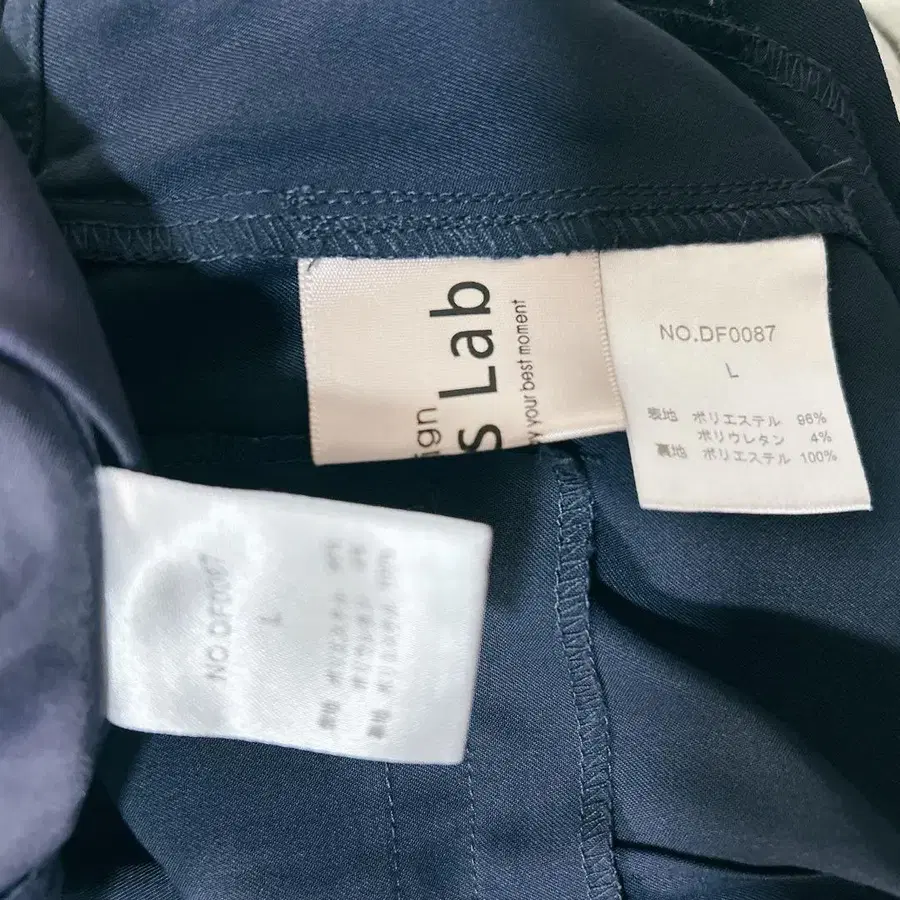 ign
s Lab
your best moment
NO.DF0087
L
表地 ポリエステル 96%
ポリウレタン 4%
裏地 ポリエステル 100%
NO.DF0087
L